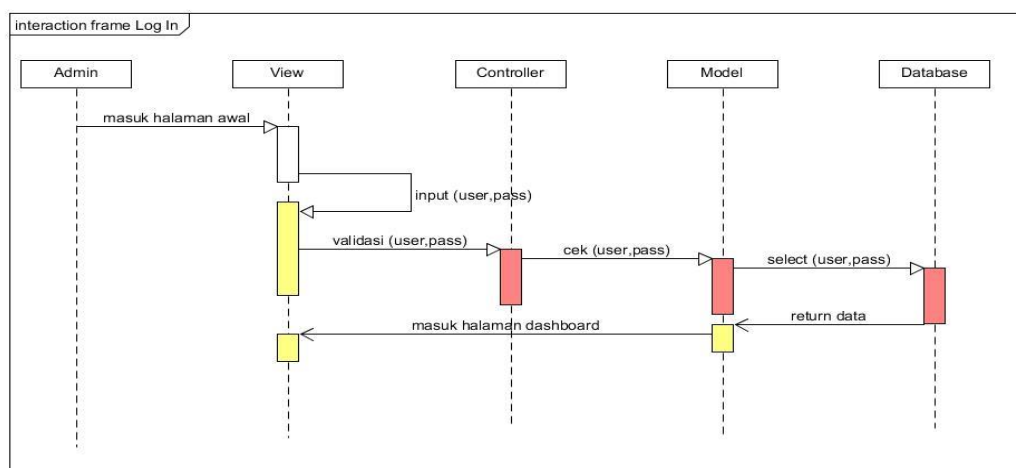 interaction frame Log In
Admin
View
Controller
Model
Database
masuk halaman awal
input (user,pass)
validasi (user,pass)
cek (user,pass)
select (user,pass)
return data
masuk halaman dashboard